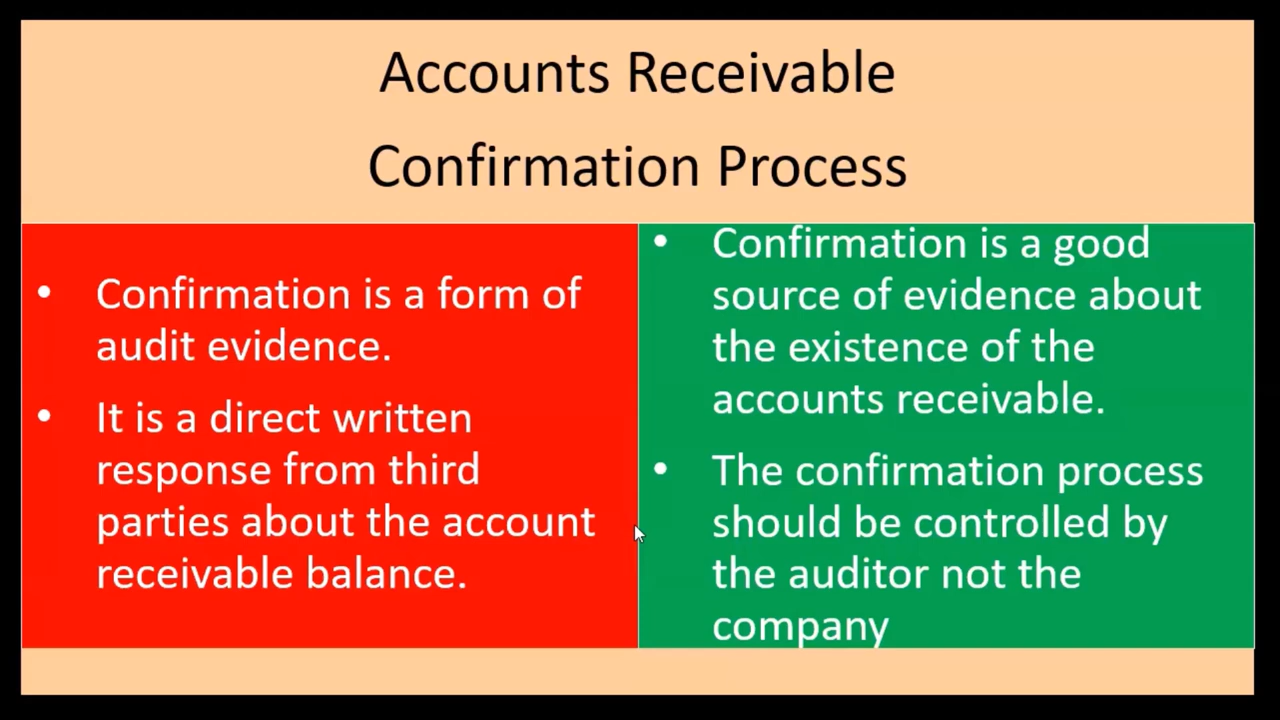 Accounts Receivable
Confirmation Process
• Confirmation is a form of
audit evidence.
• It is a direct written
response from third
parties about the account
receivable balance.
• Confirmation is a good
source of evidence about
the existence of the
accounts receivable.
• The confirmation process
should be controlled by
the auditor not the
company